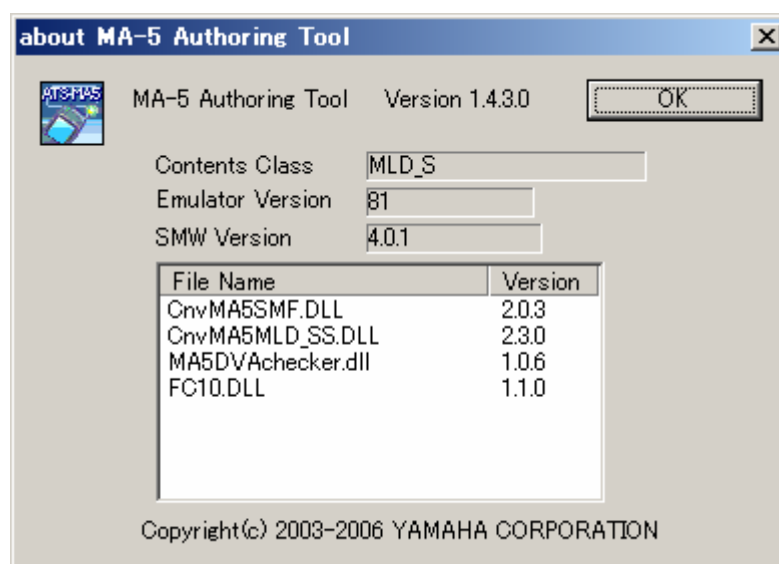 about MA-5 Authoring Tool
ATS-MA5
MA-5 Authoring Tool Version 1.4.3.0 OK
Contents Class MLD_S
Emulator Version 81
SMW Version 4.0.1
File Name Version
CnvMA5SMF.DLL 2.0.3
CnvMA5MLD_SS.DLL 2.3.0
MA5DVAchecker.dll 1.0.6
FC10.DLL 1.1.0
Copyright(c) 2003-2006 YAMAHA CORPORATION